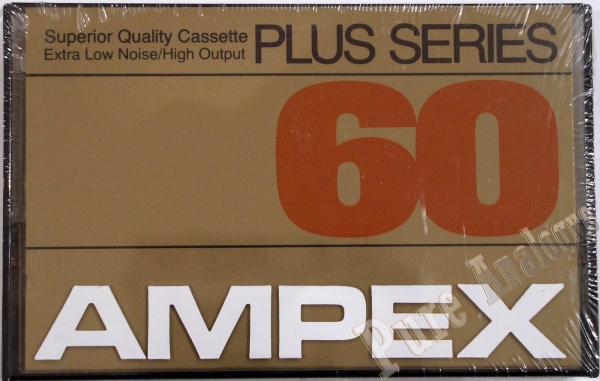 Superior Quality Cassette
Extra Low Noise/High Output
PLUS SERIES
60
AMPEX
Pure Analogue